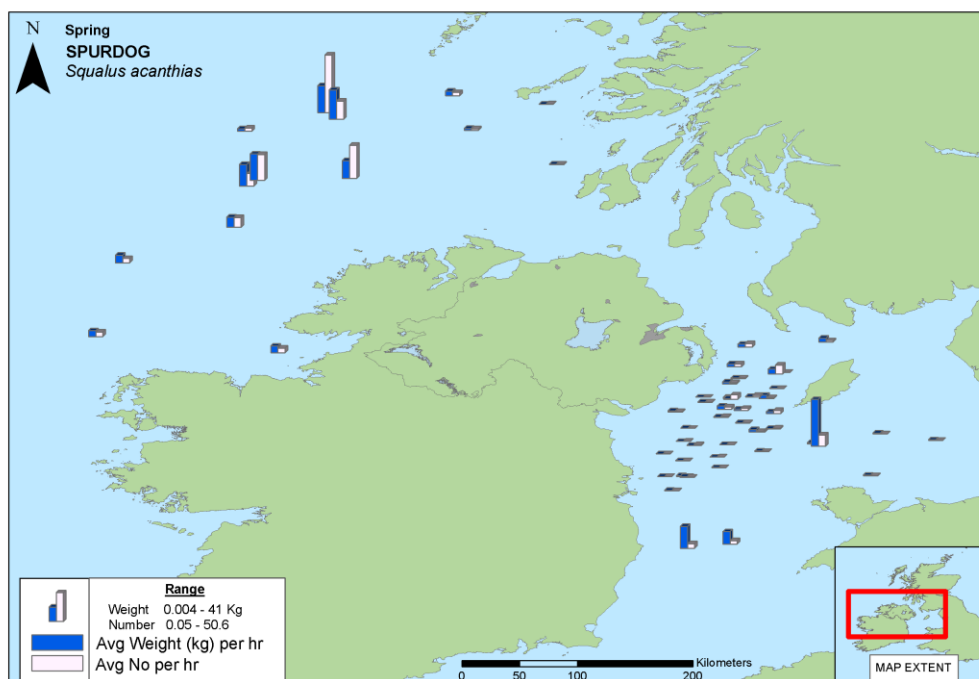 N
Spring
SPURDOG
Squalus acanthias
Range
Weight 0.004 - 41 Kg
Number 0.05 - 50.6
Avg Weight (kg) per hr
Avg No per hr
Kilometers
0 50 100 200
MAP EXTENT